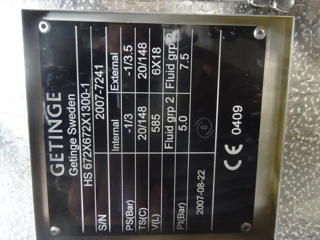 GETINGE
Getinge Sweden
HS 672X672X1300-1
S/N 2007-7241
Internal External
PS(Bar) -1/3 -1/3.5
TS(C) 20/148 20/148
V(L) 585 6X18
Fluid grp 2 Fluid grp 2
Pt(Bar) 5.0 7.5
2007-08-22
CE 0409